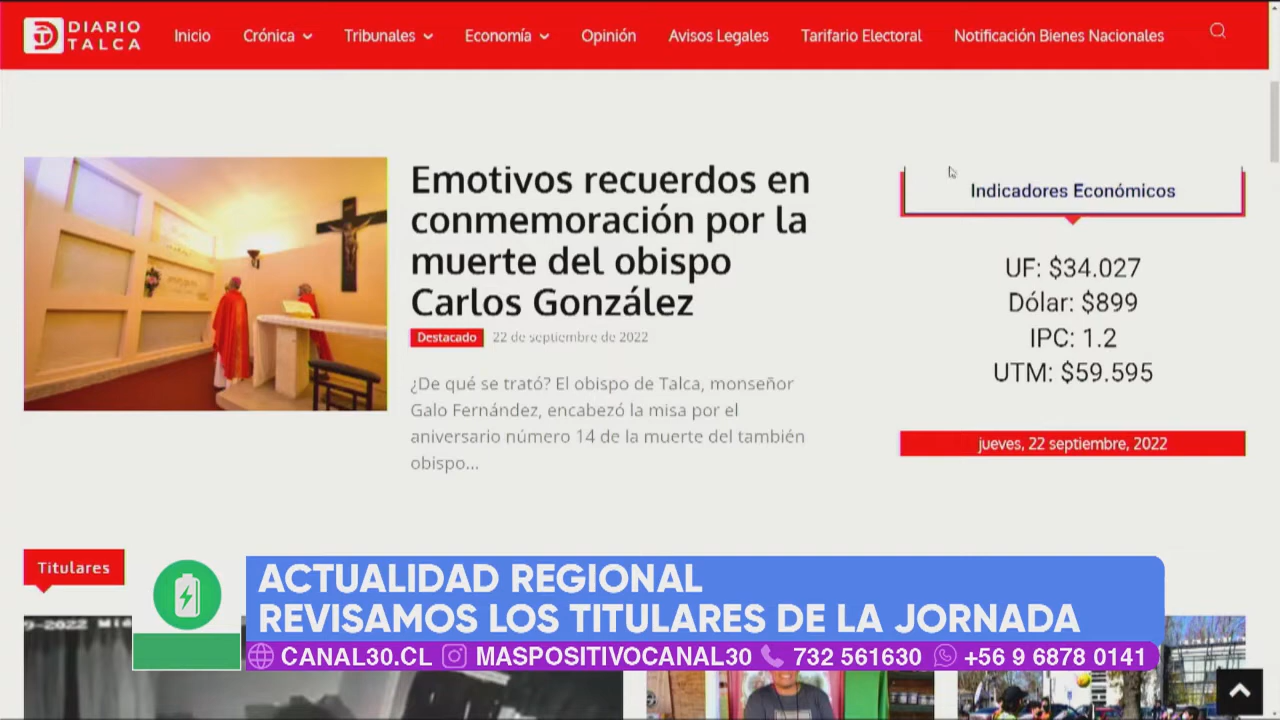 DIARIO
TALCA
Inicio
Crónica
Tribunales
Economía
Opinión
Avisos Legales
Tarifario Electoral
Notificación Bienes Nacionales
Emotivos recuerdos en
conmemoración por la
muerte del obispo
Carlos González
Destacado
22 de septiembre de 2022
¿De qué se trató? El obispo de Talca, monseñor
Galo Fernández, encabezó la misa por el
aniversario número 14 de la muerte del también
obispo...
Indicadores Económicos
UF: $34.027
Dólar: $899
IPC: 1.2
UTM: $59.595
jueves, 22 septiembre, 2022
Titulares
ACTUALIDAD REGIONAL
REVISAMOS LOS TITULARES DE LA JORNADA
CANAL30.CL MASPOSITIVOCANAL30 732 561630 +56 9 6878 0141